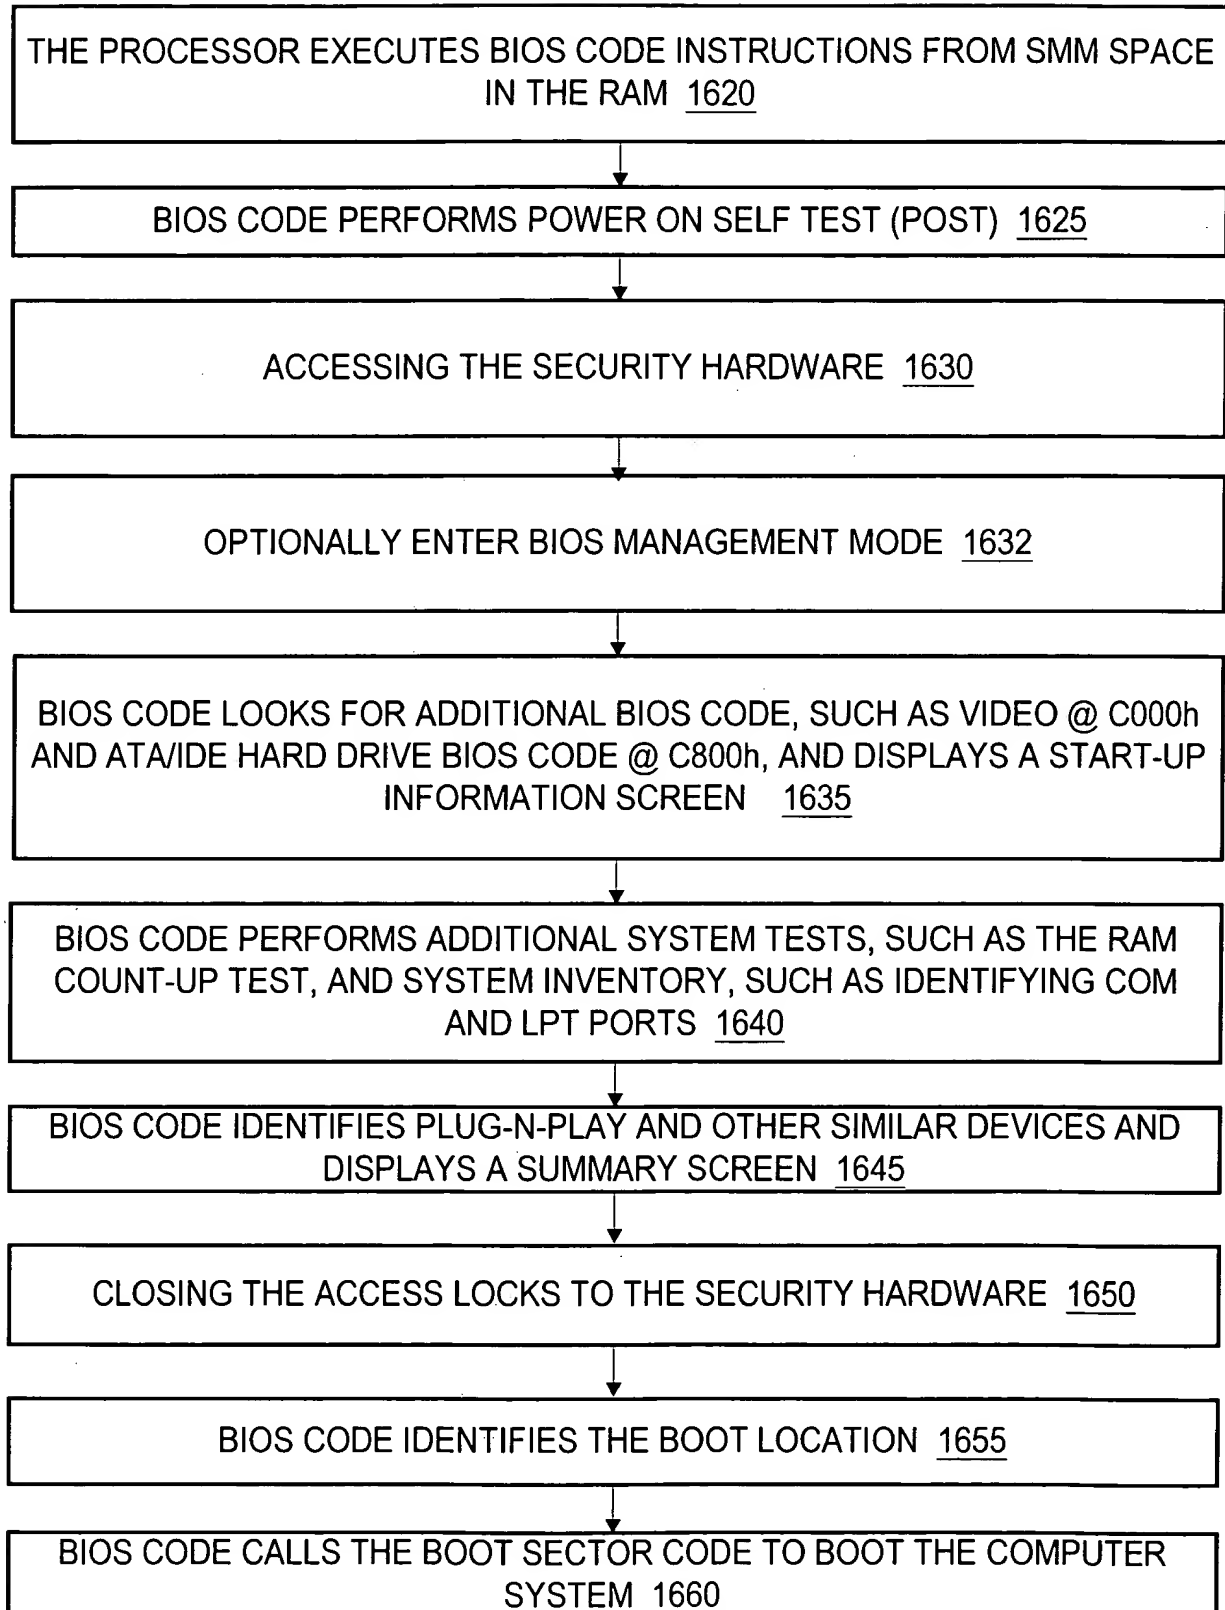 THE PROCESSOR EXECUTES BIOS CODE INSTRUCTIONS FROM SMM SPACE
IN THE RAM 1620
BIOS CODE PERFORMS POWER ON SELF TEST (POST) 1625
ACCESSING THE SECURITY HARDWARE 1630
OPTIONALLY ENTER BIOS MANAGEMENT MODE 1632
BIOS CODE LOOKS FOR ADDITIONAL BIOS CODE, SUCH AS VIDEO @ C000h
AND ATA/IDE HARD DRIVE BIOS CODE @ C800h, AND DISPLAYS A START-UP
INFORMATION SCREEN 1635
BIOS CODE PERFORMS ADDITIONAL SYSTEM TESTS, SUCH AS THE RAM
COUNT-UP TEST, AND SYSTEM INVENTORY, SUCH AS IDENTIFYING COM
AND LPT PORTS 1640
BIOS CODE IDENTIFIES PLUG-N-PLAY AND OTHER SIMILAR DEVICES AND
DISPLAYS A SUMMARY SCREEN 1645
CLOSING THE ACCESS LOCKS TO THE SECURITY HARDWARE 1650
BIOS CODE IDENTIFIES THE BOOT LOCATION 1655
BIOS CODE CALLS THE BOOT SECTOR CODE TO BOOT THE COMPUTER
SYSTEM 1660